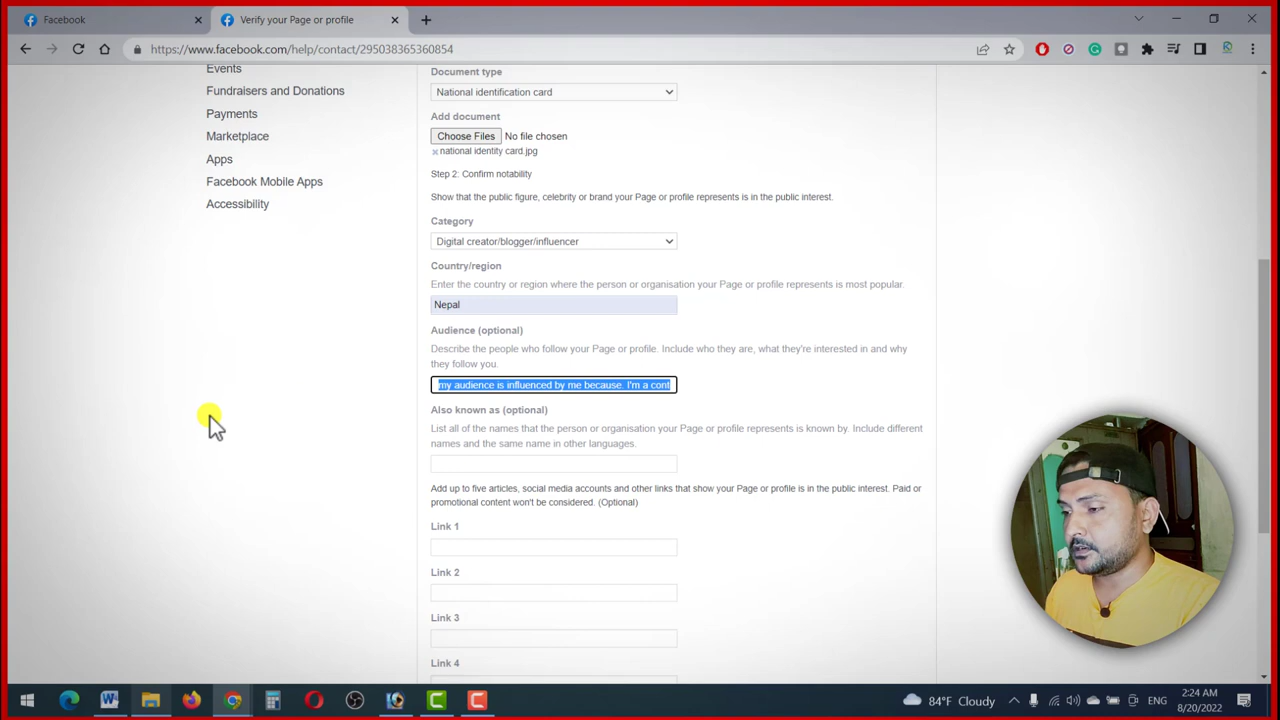 Facebook
Verify your Page or profile
https://www.facebook.com/help/contact/295038365360854
Events
Fundraisers and Donations
Payments
Marketplace
Apps
Facebook Mobile Apps
Accessibility
Document type
National identification card
Add document
Choose Files No file chosen
national identity card.jpg
Step 2: Confirm notability
Show that the public figure, celebrity or brand your Page or profile represents is in the public interest.
Category
Digital creator/blogger/influencer
Country/region
Enter the country or region where the person or organisation your Page or profile represents is most popular.
Nepal
Audience (optional)
Describe the people who follow your Page or profile. Include who they are, what they're interested in and why
they follow you.
my audience is influenced by me because. I'm a cont
Also known as (optional)
List all of the names that the person or organisation your Page or profile represents is known by. Include different
names and the same name in other languages.
Add up to five articles, social media accounts and other links that show your Page or profile is in the public interest. Paid or
promotional content won't be considered. (Optional)
Link 1
Link 2
Link 3
Link 4
84°F Cloudy
ENG
2:24 AM
8/20/2022